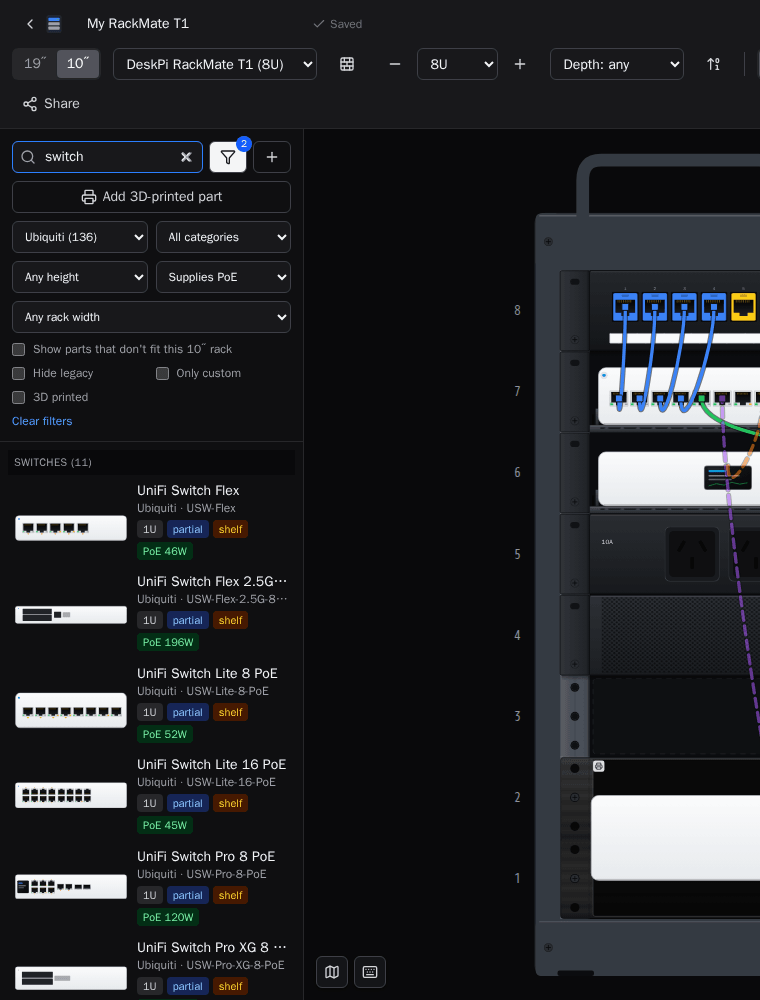 My RackMate T1
Saved
19˝ 10˝ DeskPi RackMate T1 (8U) 8U Depth: any
Share
switch 2
Add 3D-printed part
Ubiquiti (136) All categories
Any height Supplies PoE
Any rack width
Show parts that don't fit this 10˝ rack
Hide legacy Only custom
3D printed
Clear filters
SWITCHES (11)
UniFi Switch Flex
Ubiquiti · USW-Flex
1U partial shelf
PoE 46W
UniFi Switch Flex 2.5G⋯
Ubiquiti · USW-Flex-2.5G-8⋯
1U partial shelf
PoE 196W
UniFi Switch Lite 8 PoE
Ubiquiti · USW-Lite-8-PoE
1U partial shelf
PoE 52W
UniFi Switch Lite 16 PoE
Ubiquiti · USW-Lite-16-PoE
1U partial shelf
PoE 45W
UniFi Switch Pro 8 PoE
Ubiquiti · USW-Pro-8-PoE
1U partial shelf
PoE 120W
UniFi Switch Pro XG 8 ⋯
Ubiquiti · USW-Pro-XG-8-PoE
1U partial shelf
8
7
6
5
10A
4
3
2
1